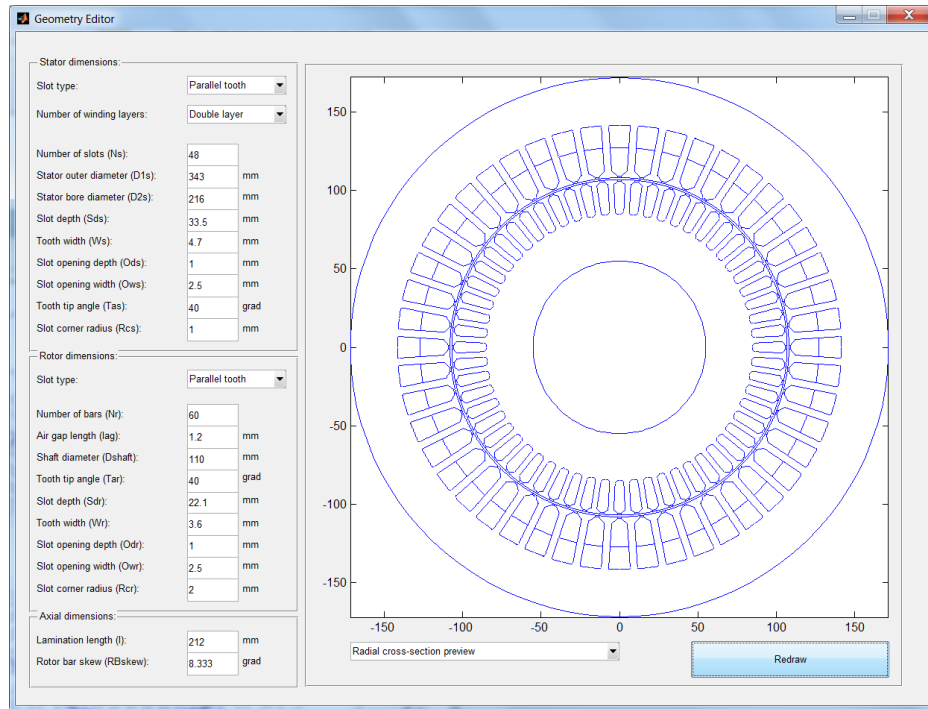 Geometry Editor
Stator dimensions:
Slot type: Parallel tooth
Number of winding layers: Double layer
Number of slots (Ns): 48
Stator outer diameter (D1s): 343 mm
Stator bore diameter (D2s): 216 mm
Slot depth (Sds): 33.5 mm
Tooth width (Ws): 4.7 mm
Slot opening depth (Ods): 1 mm
Slot opening width (Ows): 2.5 mm
Tooth tip angle (Tas): 40 grad
Slot corner radius (Rcs): 1 mm
Rotor dimensions:
Slot type: Parallel tooth
Number of bars (Nr): 60
Air gap length (lag): 1.2 mm
Shaft diameter (Dshaft): 110 mm
Tooth tip angle (Tar): 40 grad
Slot depth (Sdr): 22.1 mm
Tooth width (Wr): 3.6 mm
Slot opening depth (Odr): 1 mm
Slot opening width (Owr): 2.5 mm
Slot corner radius (Rcr): 2 mm
Axial dimensions:
Lamination length (l): 212 mm
Rotor bar skew (RBskew): 8.333 grad
150
100
50
0
-50
-100
-150
-150 -100 -50 0 50 100 150
Radial cross-section preview
Redraw